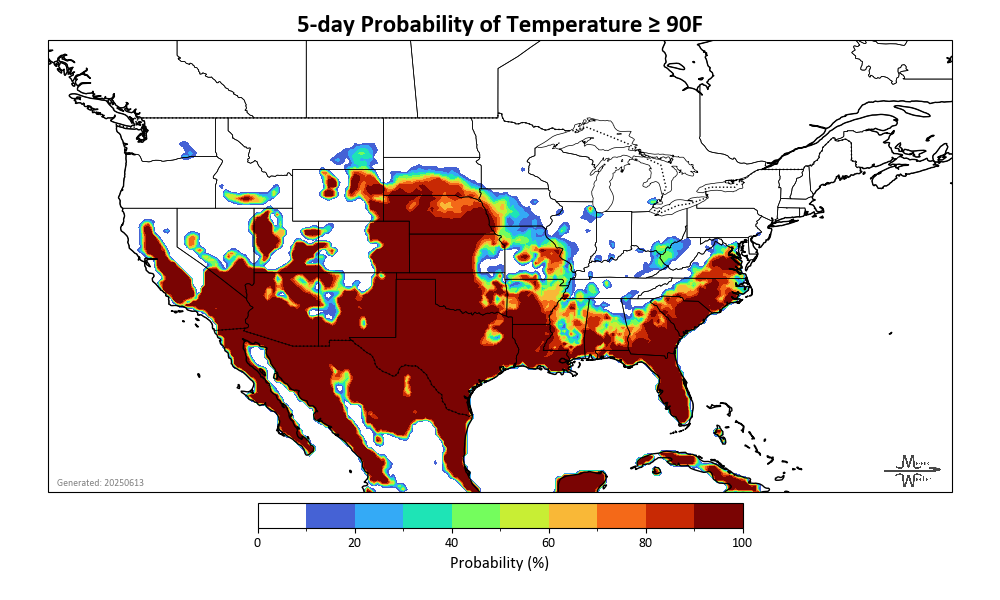 5-day Probability of Temperature ≥ 90F
Generated: 20250613
0 20 40 60 80 100
Probability (%)